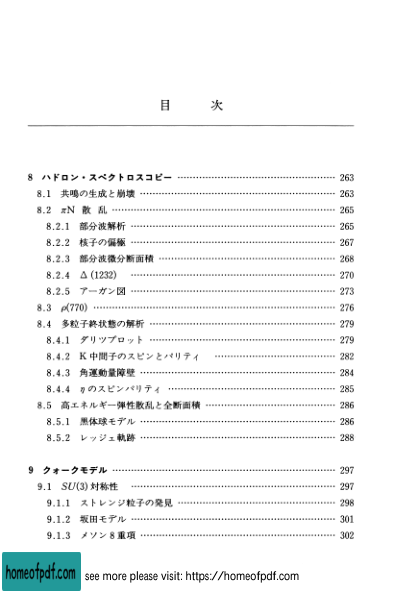 目 次
8 ハドロン・スペクトロスコピー 263
8.1 共鳴の生成と崩壊 263
8.2 πN 散乱 265
8.2.1 部分波解析 265
8.2.2 核子の偏極 267
8.2.3 部分波微分断面積 268
8.2.4 Δ(1232) 270
8.2.5 アーガン図 273
8.3 ρ(770) 276
8.4 多粒子終状態の解析 279
8.4.1 ダリツプロット 279
8.4.2 K中間子のスピンとパリティ 282
8.4.3 角運動量障壁 284
8.4.4 ηのスピンパリティ 285
8.5 高エネルギー弾性散乱と全断面積 286
8.5.1 黒体球モデル 286
8.5.2 レッジェ軌跡 288
9 クォークモデル 297
9.1 SU(3)対称性 297
9.1.1 ストレンジ粒子の発見 298
9.1.2 坂田モデル 301
9.1.3 メソン8重項 302
homeofpdf.com see more please visit: https://homeofpdf.com